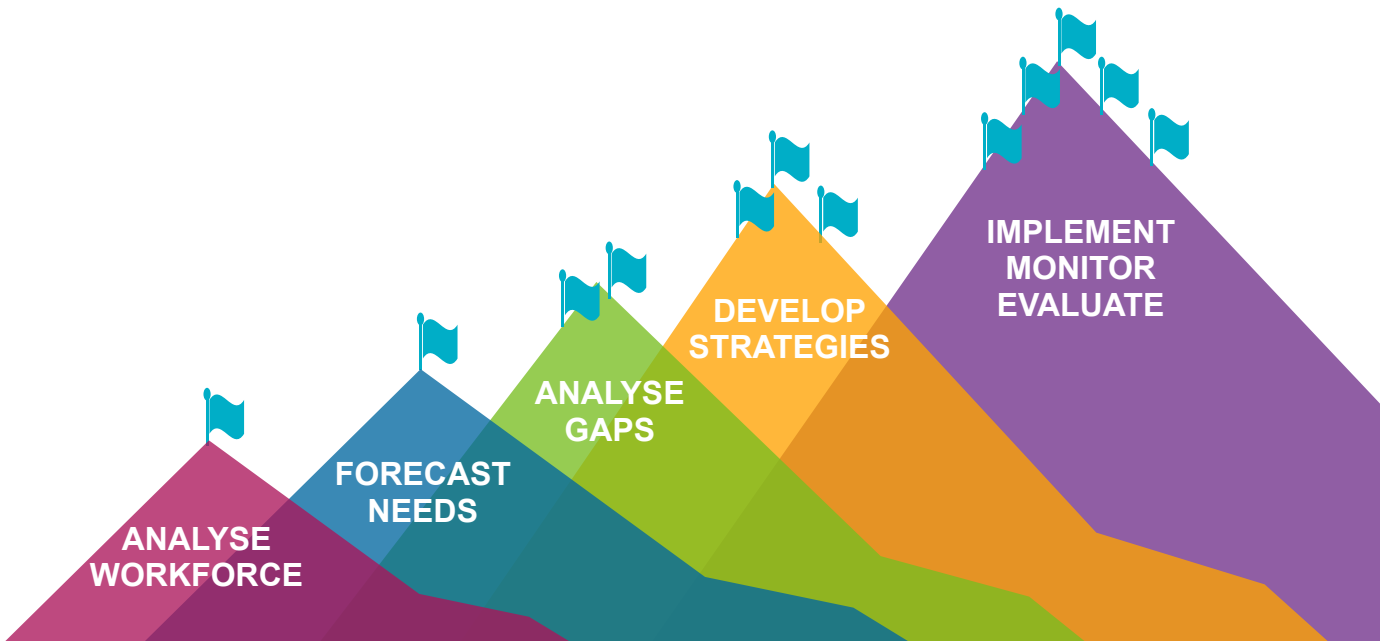 ANALYSE
WORKFORCE
FORECAST
NEEDS
ANALYSE
GAPS
DEVELOP
STRATEGIES
IMPLEMENT
MONITOR
EVALUATE